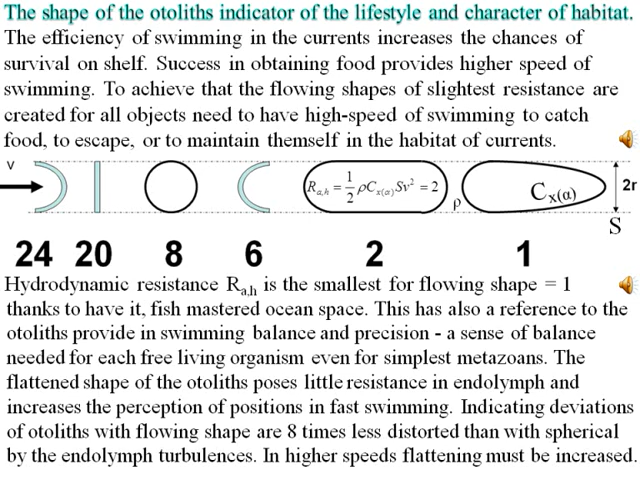 The shape of the otoliths indicator of the lifestyle and character of habitat.
The efficiency of swimming in the currents increases the chances of
survival on shelf. Success in obtaining food provides higher speed of
swimming. To achieve that the flowing shapes of slightest resistance are
created for all objects need to have high-speed of swimming to catch
food, to escape, or to maintain themself in the habitat of currents.
v
R_{a,h} = \frac{1}{2} ρC_{x(α)}Sv² = 2
ρ
C_{x(α)}
2r
S
24 20 8 6 2 1
Hydrodynamic resistance R_{a,h} is the smallest for flowing shape = 1
thanks to have it, fish mastered ocean space. This has also a reference to the
otoliths provide in swimming balance and precision - a sense of balance
needed for each free living organism even for simplest metazoans. The
flattened shape of the otoliths poses little resistance in endolymph and
increases the perception of positions in fast swimming. Indicating deviations
of otoliths with flowing shape are 8 times less distorted than with spherical
by the endolymph turbulences. In higher speeds flattening must be increased.